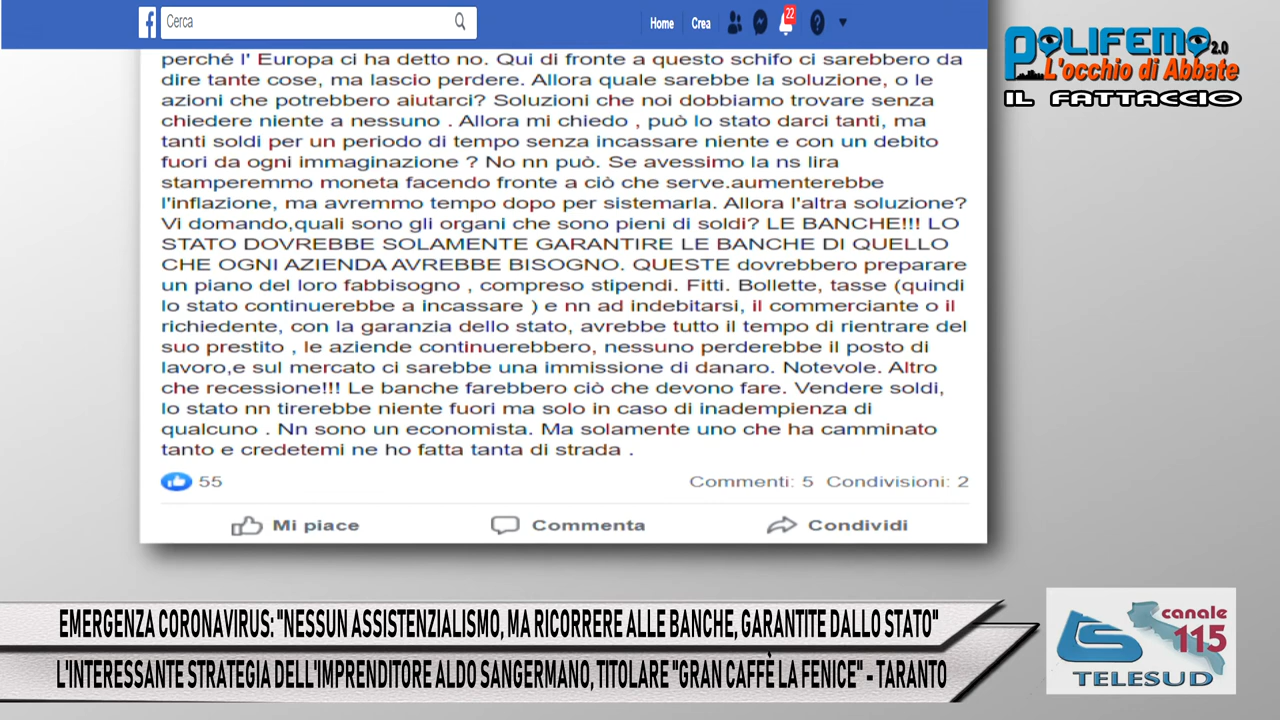 Cerca
Home
Crea
22
POLIFEMO 2.0
L'occhio di Abbate
IL FATTACCIO
perché l' Europa ci ha detto no. Qui di fronte a questo schifo ci sarebbero da
dire tante cose, ma lascio perdere. Allora quale sarebbe la soluzione, o le
azioni che potrebbero aiutarci? Soluzioni che noi dobbiamo trovare senza
chiedere niente a nessuno . Allora mi chiedo , può lo stato darci tanti, ma
tanti soldi per un periodo di tempo senza incassare niente e con un debito
fuori da ogni immaginazione ? No nn può. Se avessimo la ns lira
stamperemmo moneta facendo fronte a ciò che serve.aumenterebbe
l'inflazione, ma avremmo tempo dopo per sistemarla. Allora l'altra soluzione?
Vi domando,quali sono gli organi che sono pieni di soldi? LE BANCHE!!! LO
STATO DOVREBBE SOLAMENTE GARANTIRE LE BANCHE DI QUELLO
CHE OGNI AZIENDA AVREBBE BISOGNO. QUESTE dovrebbero preparare
un piano del loro fabbisogno , compreso stipendi. Fitti. Bollette, tasse (quindi
lo stato continuerebbe a incassare ) e nn ad indebitarsi, il commerciante o il
richiedente, con la garanzia dello stato, avrebbe tutto il tempo di rientrare del
suo prestito , le aziende continuerebbero, nessuno perderebbe il posto di
lavoro,e sul mercato ci sarebbe una immissione di danaro. Notevole. Altro
che recessione!!! Le banche farebbero ciò che devono fare. Vendere soldi,
lo stato nn tirerebbe niente fuori ma solo in caso di inadempienza di
qualcuno . Nn sono un economista. Ma solamente uno che ha camminato
tanto e credetemi ne ho fatta tanta di strada .
55
Commenti: 5 Condivisioni: 2
Mi piace
Commenta
Condividi
EMERGENZA CORONAVIRUS: "NESSUN ASSISTENZIALISMO, MA RICORRERE ALLE BANCHE, GARANTITE DALLO STATO"
L'INTERESSANTE STRATEGIA DELL'IMPRENDITORE ALDO SANGERMANO, TITOLARE "GRAN CAFFÈ LA FENICE" – TARANTO
canale
115
TELESUD